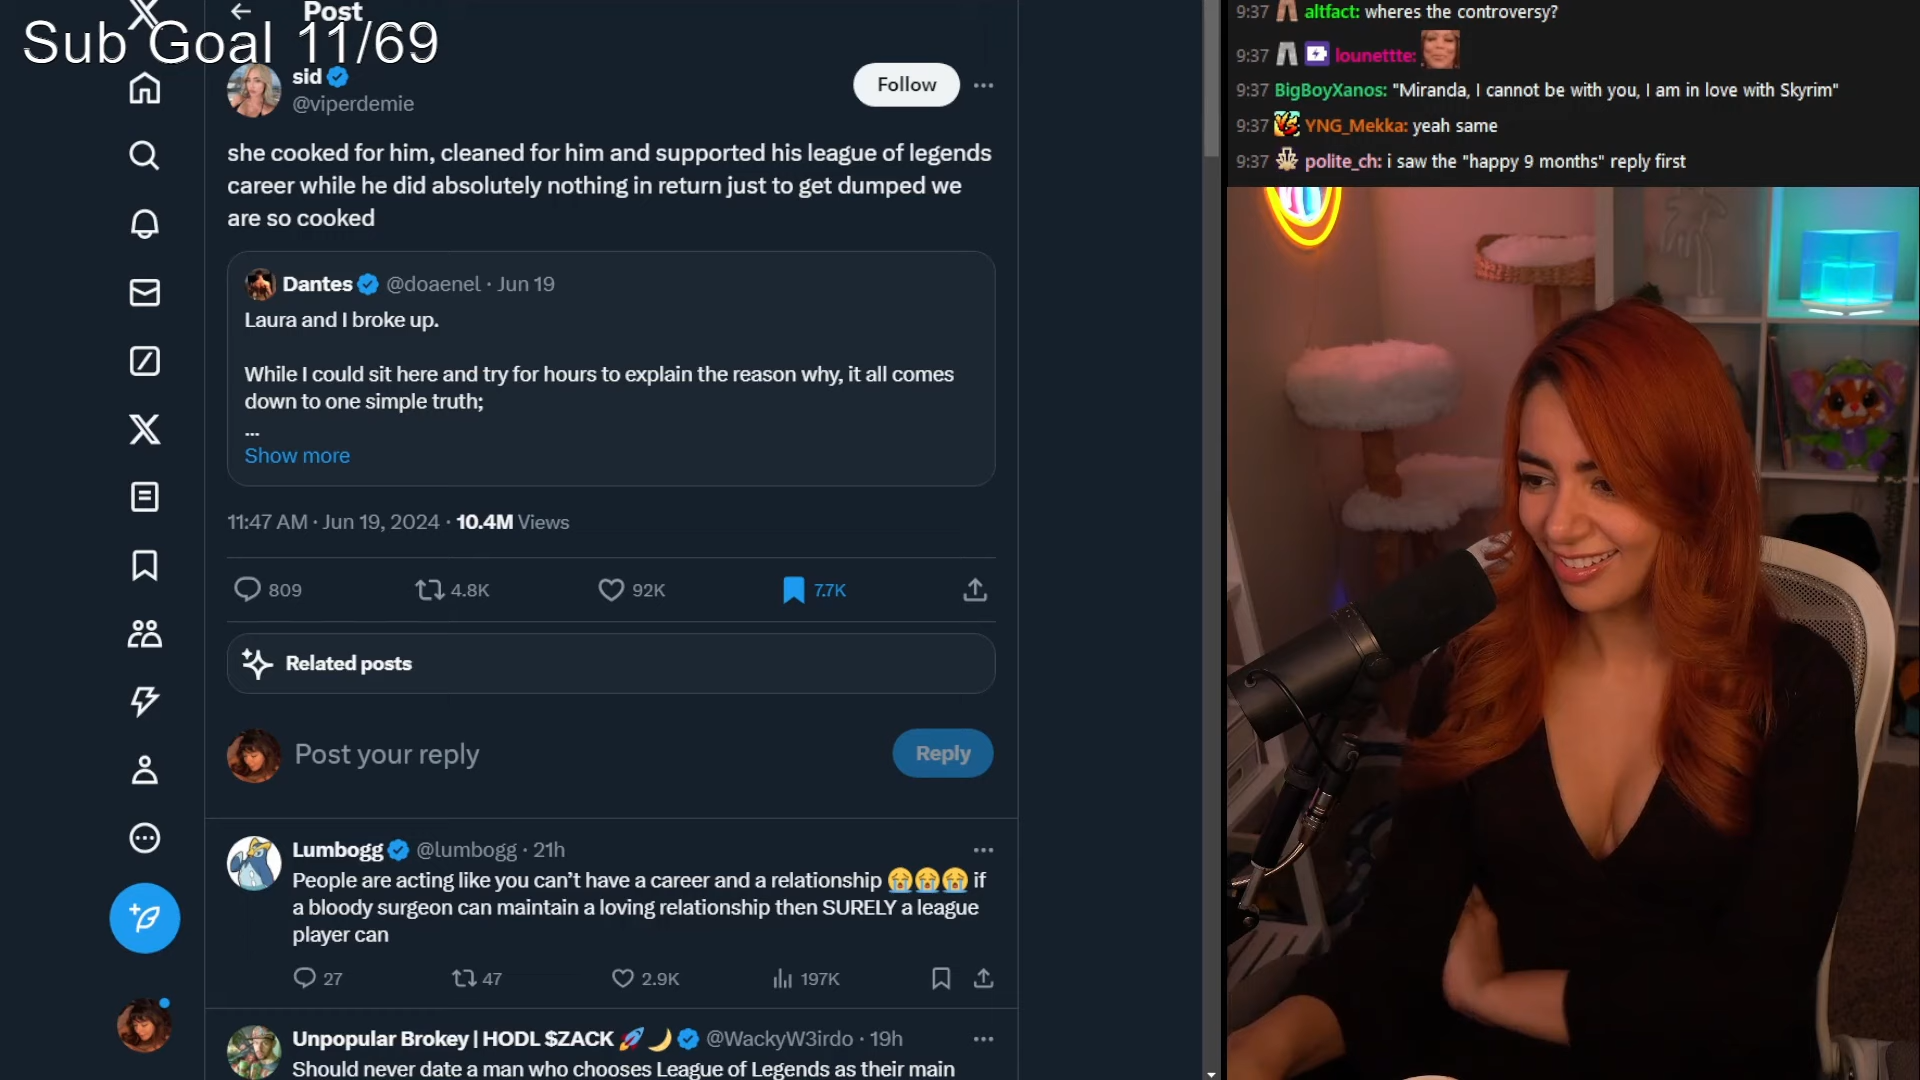 Post
Sub Goal 11/69
sid
@viperdemie
Follow
she cooked for him, cleaned for him and supported his league of legends
career while he did absolutely nothing in return just to get dumped we
are so cooked
Dantes @doaenel · Jun 19
Laura and I broke up.
While I could sit here and try for hours to explain the reason why, it all comes
down to one simple truth;
...
Show more
11:47 AM · Jun 19, 2024 · 10.4M Views
809 4.8K 92K 7.7K
Related posts
Post your reply
Reply
Lumbogg @lumbogg · 21h
People are acting like you can’t have a career and a relationship 😭😭😭 if
a bloody surgeon can maintain a loving relationship then SURELY a league
player can
27 47 2.9K 197K
Unpopular Brokey | HODL $ZACK 🚀🌙 @WackyW3irdo · 19h
Should never date a man who chooses League of Legends as their main
9:37 altfact: wheres the controversy?
9:37 lounettte:
9:37 BigBoyXanos: "Miranda, I cannot be with you, I am in love with Skyrim"
9:37 YNG_Mekka: yeah same
9:37 polite_ch: i saw the "happy 9 months" reply first